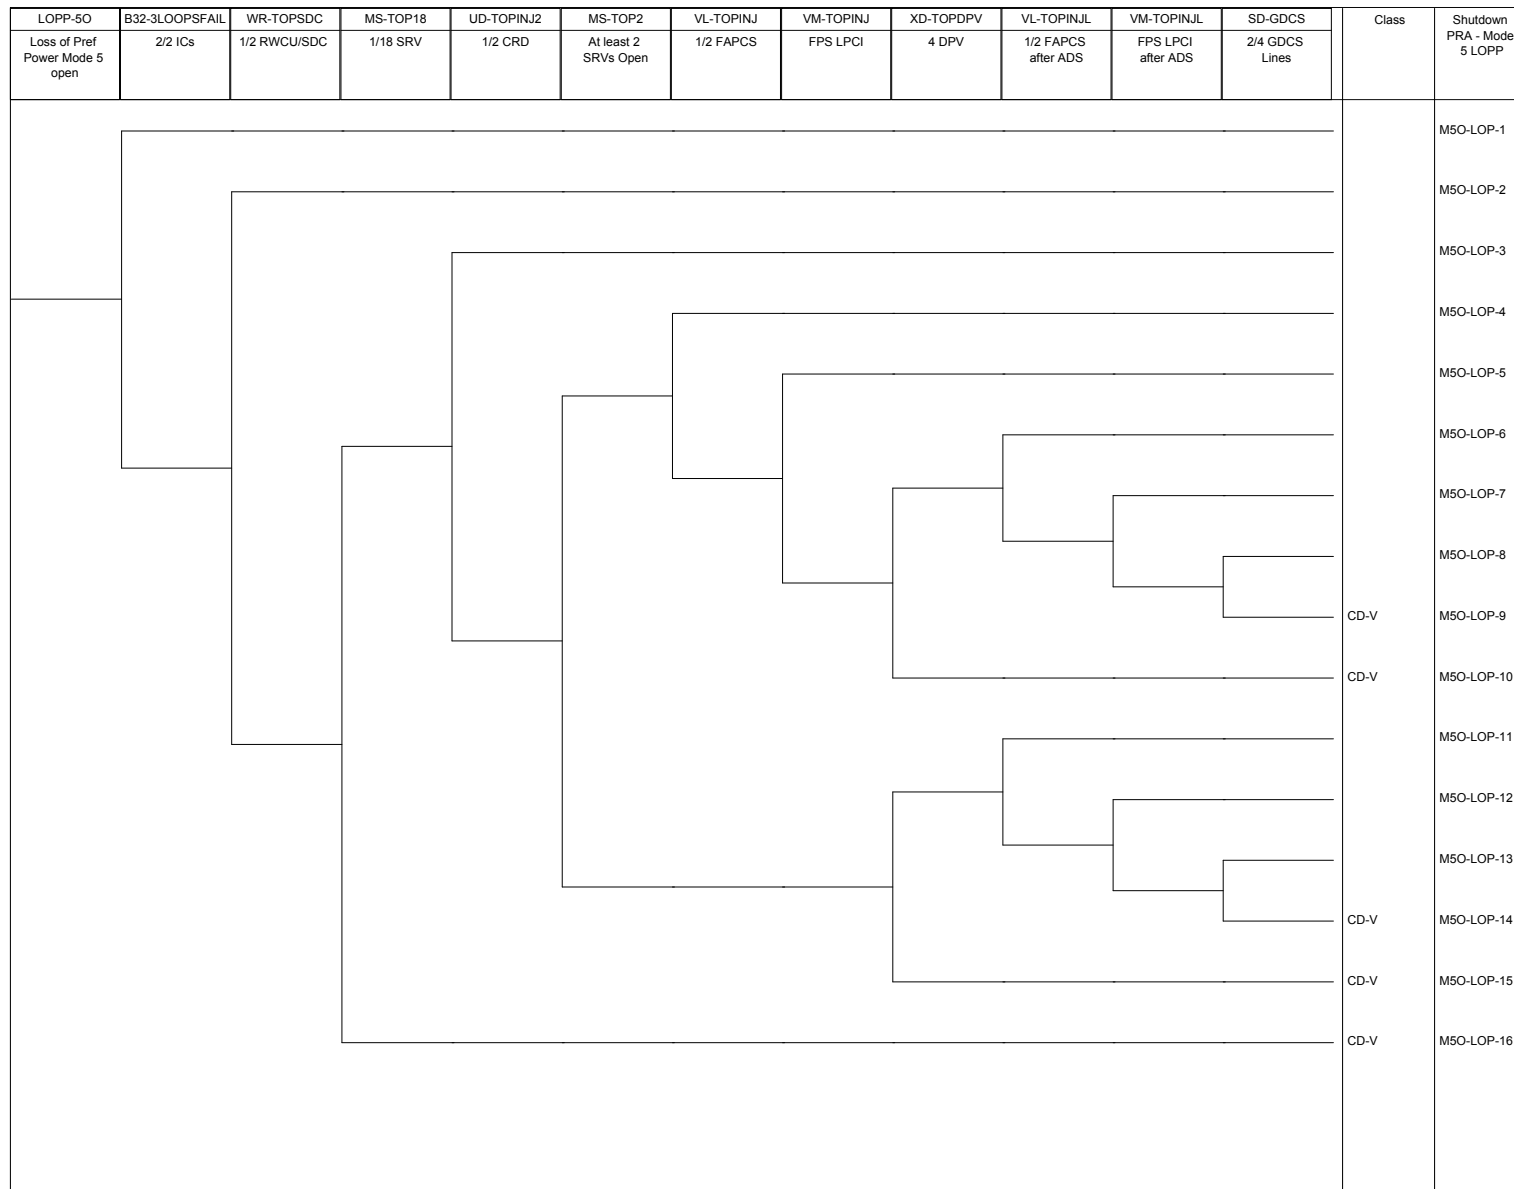 LOPP-5O B32-3LOOPSFAIL WR-TOPSDC MS-TOP18 UD-TOPINJ2 MS-TOP2 VL-TOPINJ VM-TOPINJ XD-TOPDPV VL-TOPINJL VM-TOPINJL SD-GDCS Class Shutdown
Loss of Pref 2/2 ICs 1/2 RWCU/SDC 1/18 SRV 1/2 CRD At least 2 1/2 FAPCS FPS LPCI 4 DPV 1/2 FAPCS FPS LPCI 2/4 GDCS PRA - Mode
Power Mode 5 SRVs Open after ADS after ADS Lines 5 LOPP
open
M5O-LOP-1
M5O-LOP-2
M5O-LOP-3
M5O-LOP-4
M5O-LOP-5
M5O-LOP-6
M5O-LOP-7
M5O-LOP-8
CD-V M5O-LOP-9
CD-V M5O-LOP-10
M5O-LOP-11
M5O-LOP-12
M5O-LOP-13
CD-V M5O-LOP-14
CD-V M5O-LOP-15
CD-V M5O-LOP-16